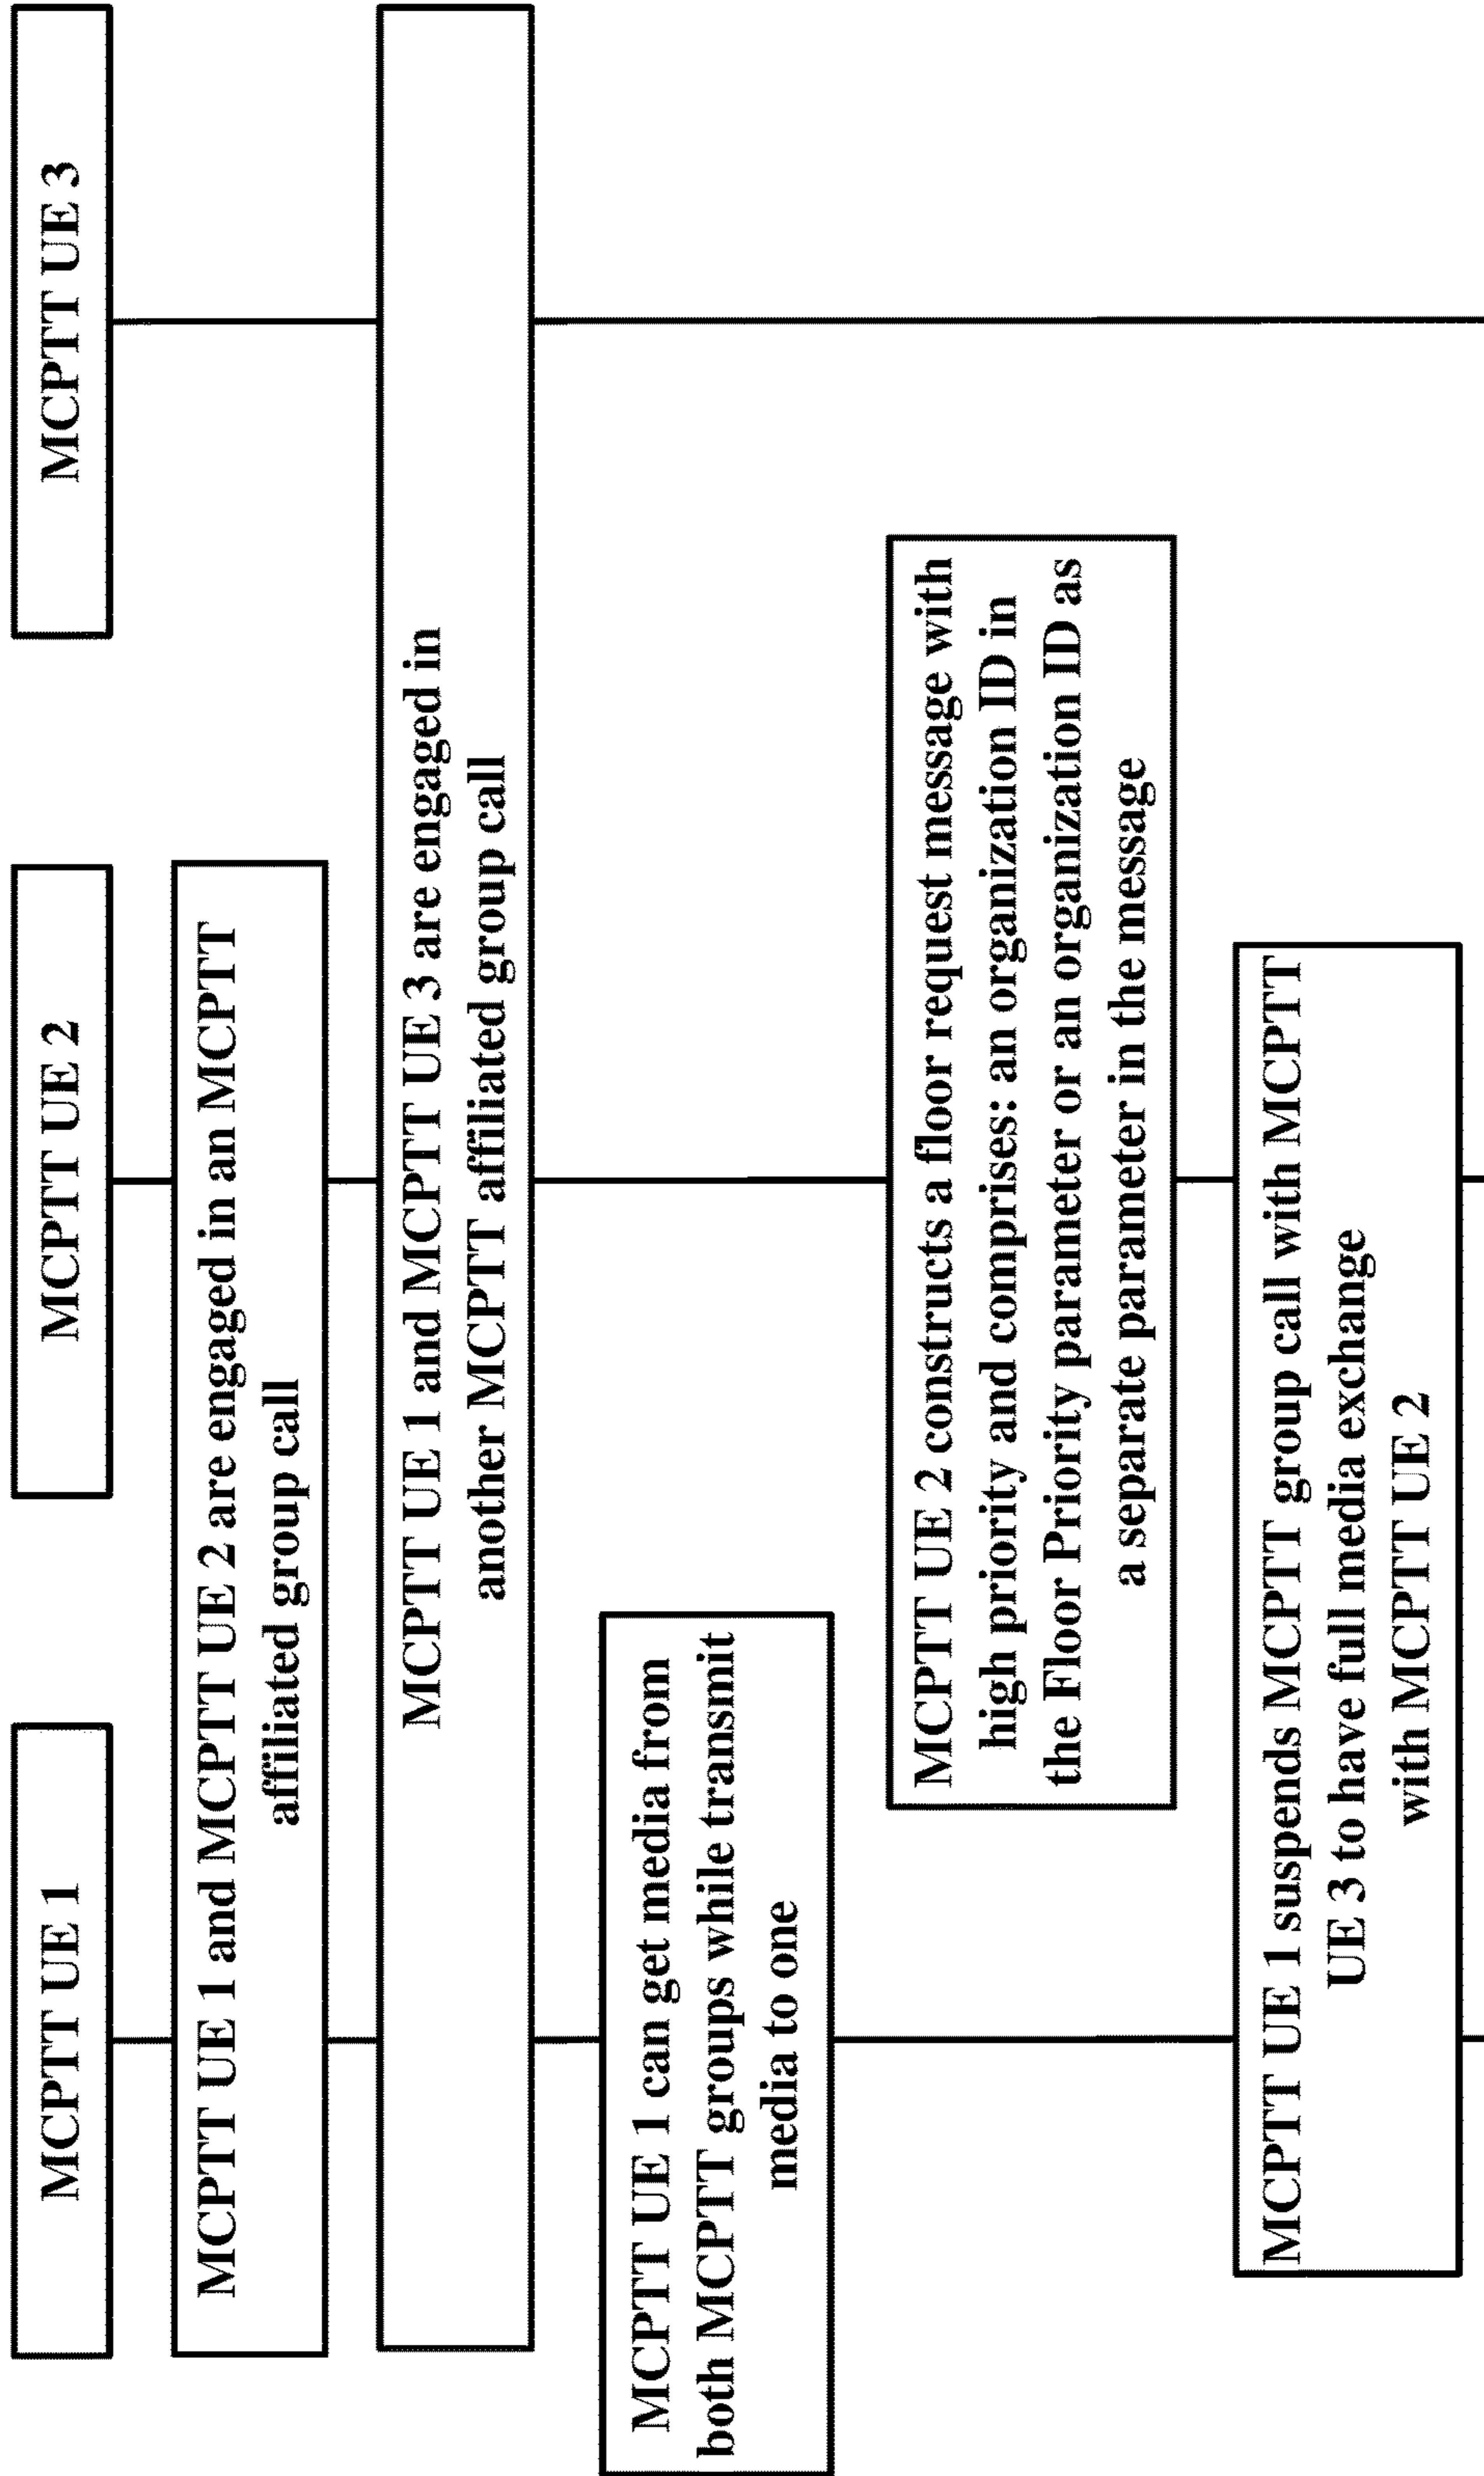 MCPTT UE 1
MCPTT UE 2
MCPTT UE 3
MCPTT UE 1 and MCPTT UE 2 are engaged in an MCPTT
affiliated group call
MCPTT UE 1 and MCPTT UE 3 are engaged in
another MCPTT affiliated group call
MCPTT UE 1 can get media from
both MCPTT groups while transmit
media to one
MCPTT UE 2 constructs a floor request message with
high priority and comprises: an organization ID in
the Floor Priority parameter or an organization ID as
a separate parameter in the message
MCPTT UE 1 suspends MCPTT group call with MCPTT
UE 3 to have full media exchange
with MCPTT UE 2